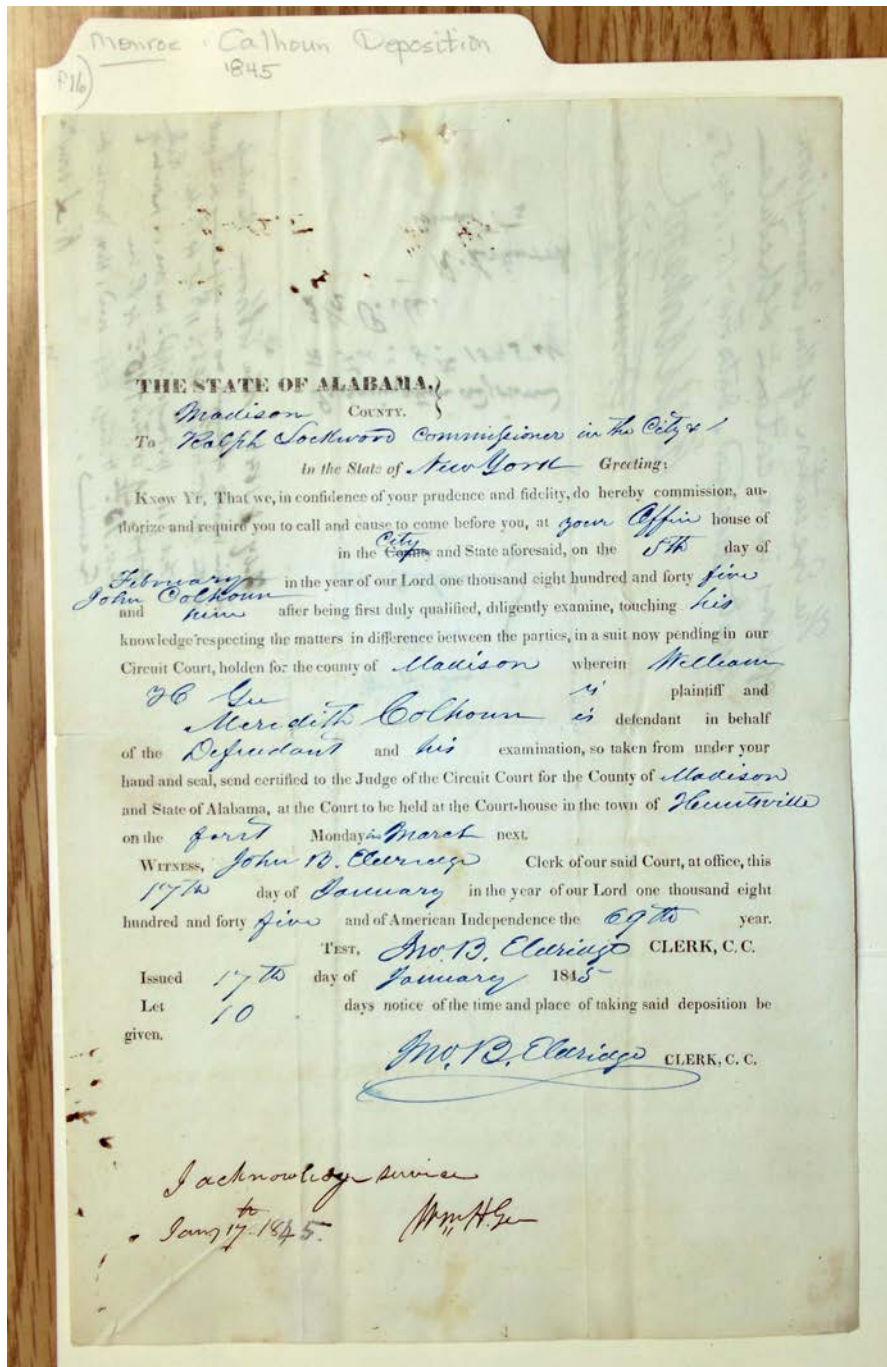 Monroe Calhoun Deposition
1845
P16)
THE STATE OF ALABAMA,
Madison COUNTY.
To Ralph Lockwood Commissioner in the City &
in the State of New York Greeting:
KNOW YE, That we, in confidence of your prudence and fidelity, do hereby commission, au-
thorize and require you to call and cause to come before you, at your Office house of
in the County City and State aforesaid, on the 5th day of
February in the year of our Lord one thousand eight hundred and forty five
John Colhoun
and him after being first duly qualified, diligently examine, touching his
knowledge respecting the matters in difference between the parties, in a suit now pending in our
Circuit Court, holden for the county of Madison wherein William
H Gee is plaintiff and
Meredith Colhoun is defendant in behalf
of the Defendant and his examination, so taken from under your
hand and seal, send certified to the Judge of the Circuit Court for the County of Madison
and State of Alabama, at the Court to be held at the Court-house in the town of Huntsville
on the first Monday in March next.
WITNESS, John B. Eldridge Clerk of our said Court, at office, this
17th day of January in the year of our Lord one thousand eight
hundred and forty five and of American Independence the 69th year.
TEST, Jno. B. Eldridge CLERK, C. C.
Issued 17th day of January 1845
Let 10 days notice of the time and place of taking said deposition be
given.
Jno. B. Eldridge CLERK, C. C.
I acknowledge service
Jany 17th 1845. Wm H Gee